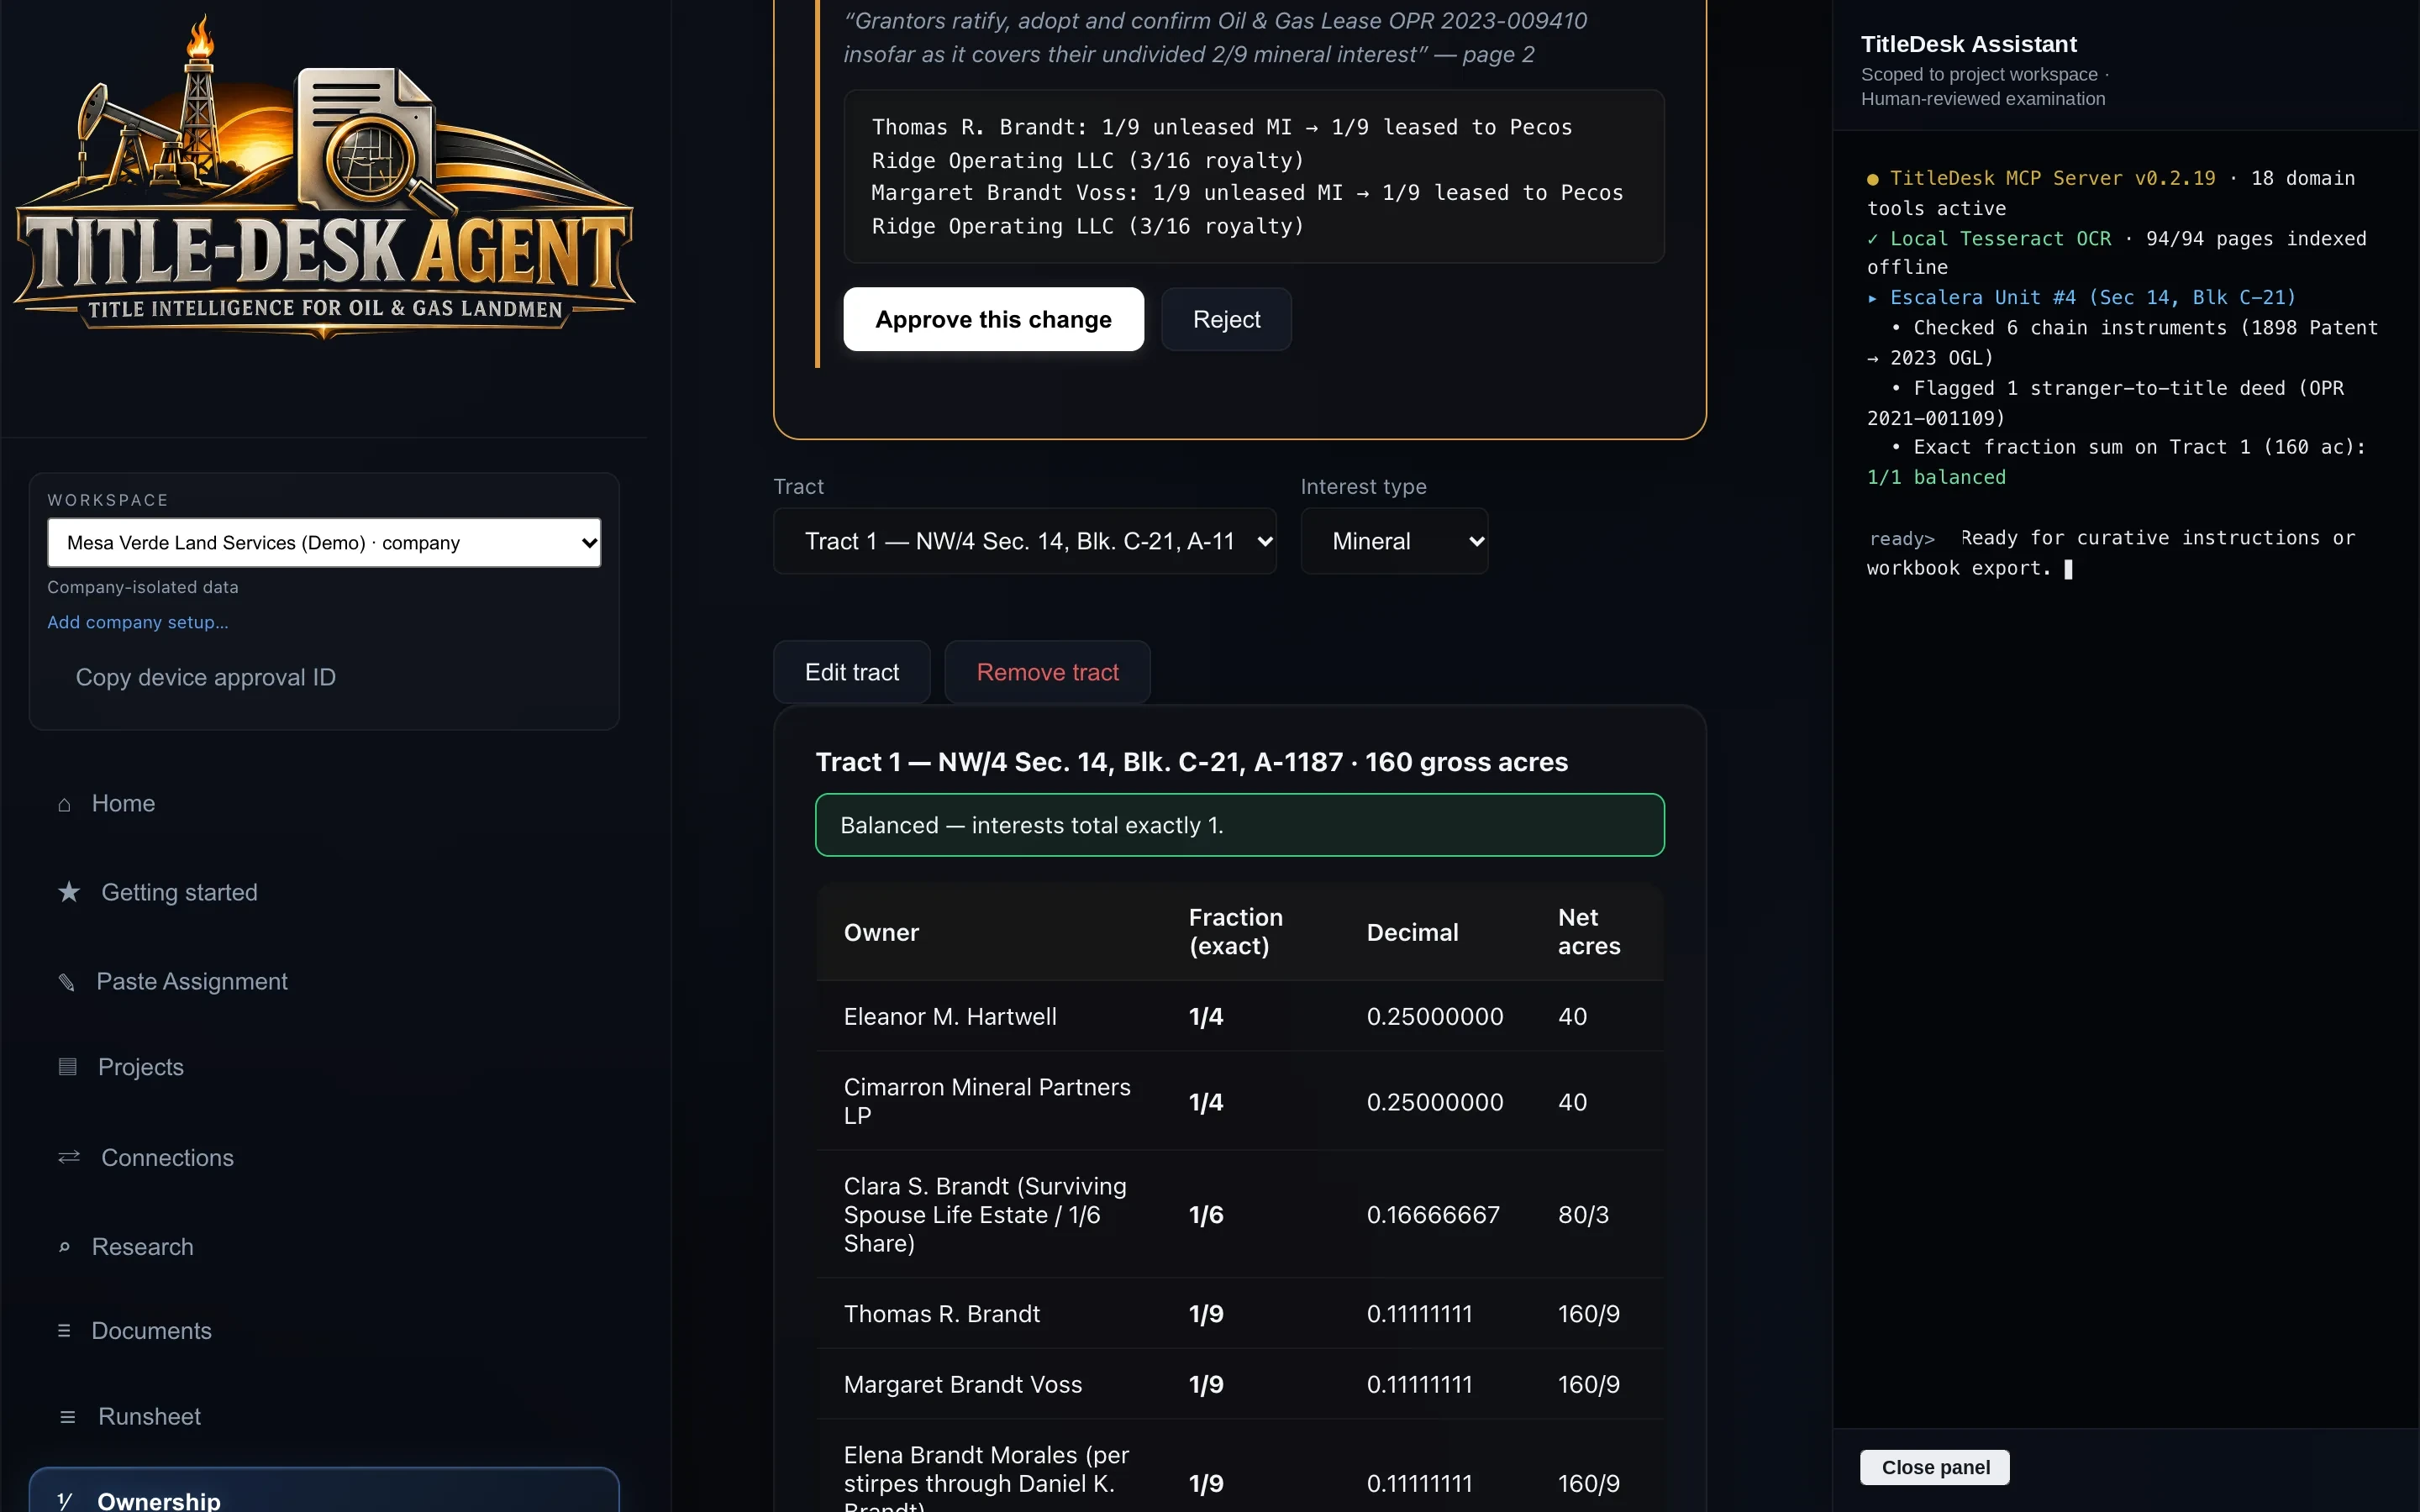 TITLE-DESK AGENT
TITLE INTELLIGENCE FOR OIL & GAS LANDMEN
WORKSPACE
Mesa Verde Land Services (Demo) · company
Company-isolated data
Add company setup...
Copy device approval ID
Home
Getting started
Paste Assignment
Projects
Connections
Research
Documents
Runsheet
Ownership
“Grantors ratify, adopt and confirm Oil & Gas Lease OPR 2023-009410
insofar as it covers their undivided 2/9 mineral interest” — page 2
Thomas R. Brandt: 1/9 unleased MI → 1/9 leased to Pecos
Ridge Operating LLC (3/16 royalty)
Margaret Brandt Voss: 1/9 unleased MI → 1/9 leased to Pecos
Ridge Operating LLC (3/16 royalty)
Approve this change
Reject
Tract
Interest type
Tract 1 — NW/4 Sec. 14, Blk. C-21, A-11
Mineral
Edit tract
Remove tract
Tract 1 — NW/4 Sec. 14, Blk. C-21, A-1187 · 160 gross acres
Balanced — interests total exactly 1.
Owner
Fraction
(exact)
Decimal
Net
acres
Eleanor M. Hartwell 1/4 0.25000000 40
Cimarron Mineral Partners
LP
1/4 0.25000000 40
Clara S. Brandt (Surviving
Spouse Life Estate / 1/6
Share)
1/6 0.16666667 80/3
Thomas R. Brandt 1/9 0.11111111 160/9
Margaret Brandt Voss 1/9 0.11111111 160/9
Elena Brandt Morales (per
stirpes through Daniel K.
Brandt)
1/9 0.11111111 160/9
TitleDesk Assistant
Scoped to project workspace ·
Human-reviewed examination
● TitleDesk MCP Server v0.2.19 · 18 domain
tools active
✓ Local Tesseract OCR · 94/94 pages indexed
offline
▸ Escalera Unit #4 (Sec 14, Blk C-21)
• Checked 6 chain instruments (1898 Patent
→ 2023 OGL)
• Flagged 1 stranger-to-title deed (OPR
2021-001109)
• Exact fraction sum on Tract 1 (160 ac):
1/1 balanced
ready> Ready for curative instructions or
workbook export.
Close panel